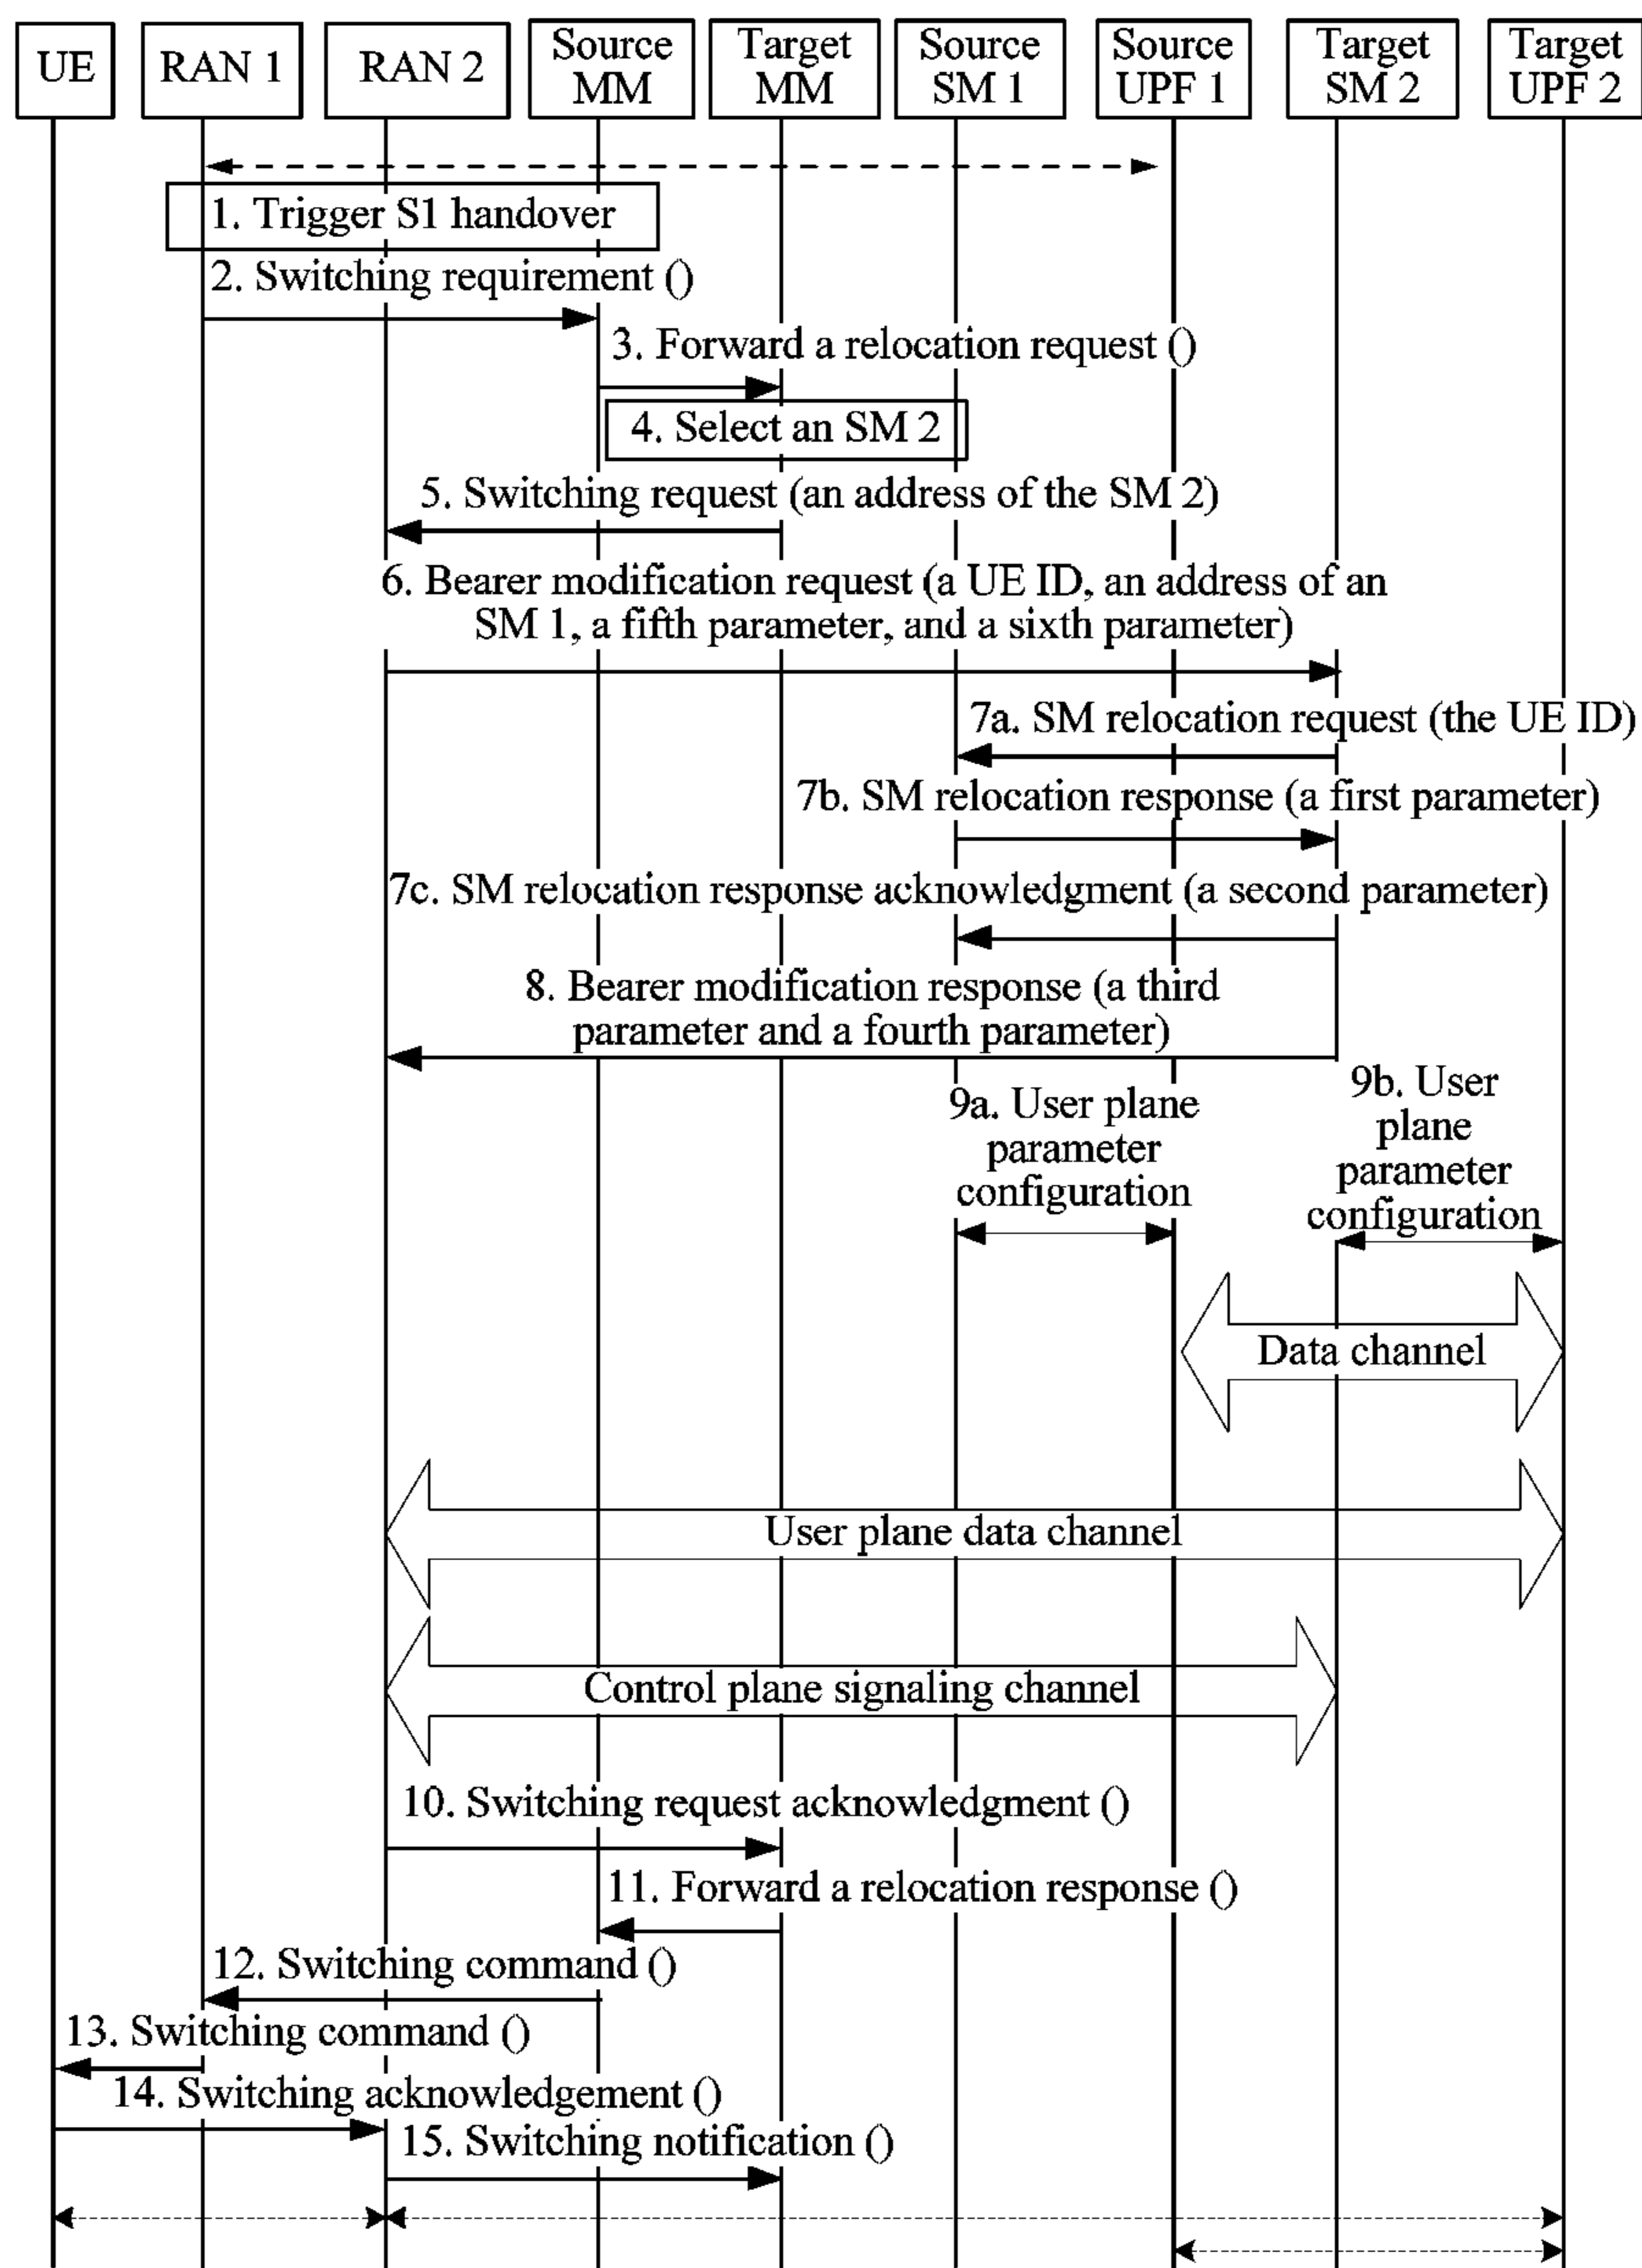 UE
RAN 1
RAN 2
Source
MM
Target
MM
Source
SM 1
Source
UPF 1
Target
SM 2
Target
UPF 2
1. Trigger S1 handover
2. Switching requirement ()
3. Forward a relocation request ()
4. Select an SM 2
5. Switching request (an address of the SM 2)
6. Bearer modification request (a UE ID, an address of an
SM 1, a fifth parameter, and a sixth parameter)
7a. SM relocation request (the UE ID)
7b. SM relocation response (a first parameter)
7c. SM relocation response acknowledgment (a second parameter)
8. Bearer modification response (a third
parameter and a fourth parameter)
9a. User plane
parameter
configuration
9b. User
plane
parameter
configuration
Data channel
User plane data channel
Control plane signaling channel
10. Switching request acknowledgment ()
11. Forward a relocation response ()
12. Switching command ()
13. Switching command ()
14. Switching acknowledgement ()
15. Switching notification ()